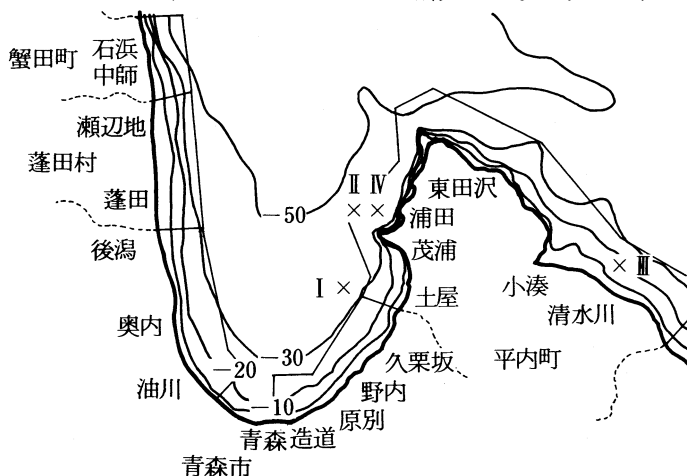 蟹田町
石浜
中師
瀬辺地
蓬田村
蓬田
後潟
奥内
油川
青森市
青森
造道
原別
野内
久栗坂
土屋
茂浦
浦田
東田沢
小湊
清水川
平内町
Ⅰ ×
Ⅱ Ⅳ
× ×
× Ⅲ
-50
-30
-20
-10